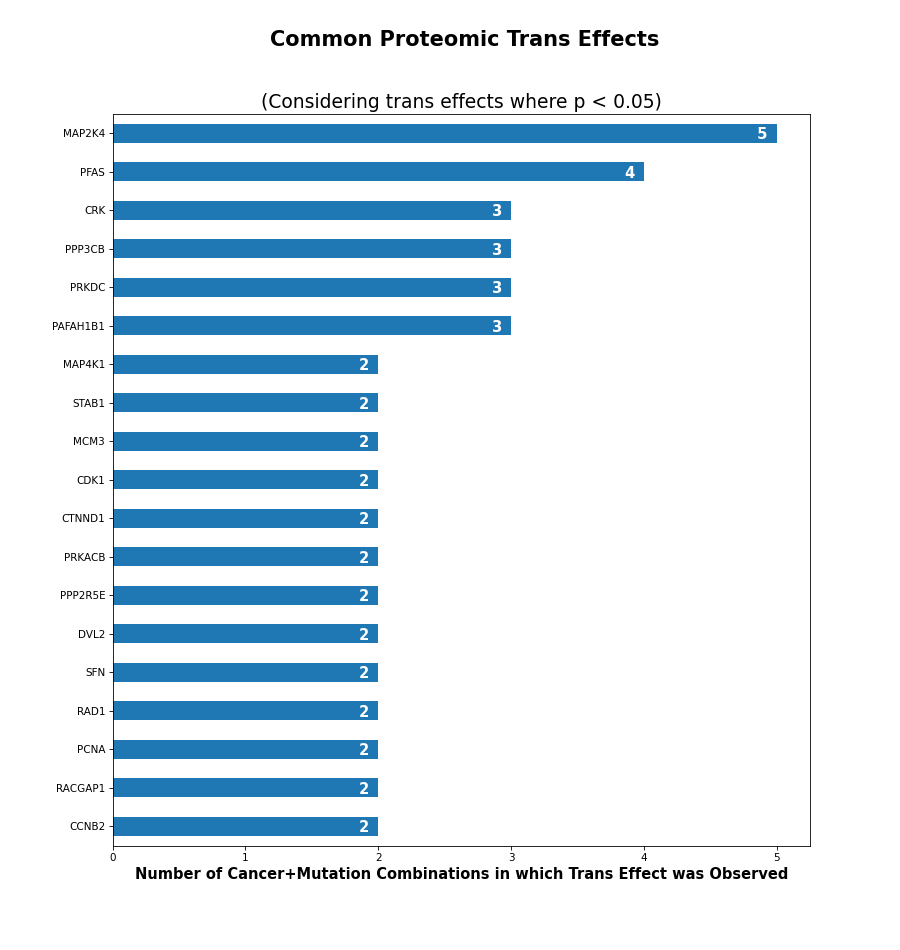 Common Proteomic Trans Effects
(Considering trans effects where p < 0.05)
MAP2K4 5
PFAS 4
CRK 3
PPP3CB 3
PRKDC 3
PAFAH1B1 3
MAP4K1 2
STAB1 2
MCM3 2
CDK1 2
CTNND1 2
PRKACB 2
PPP2R5E 2
DVL2 2
SFN 2
RAD1 2
PCNA 2
RACGAP1 2
CCNB2 2
0 1 2 3 4 5
Number of Cancer+Mutation Combinations in which Trans Effect was Observed